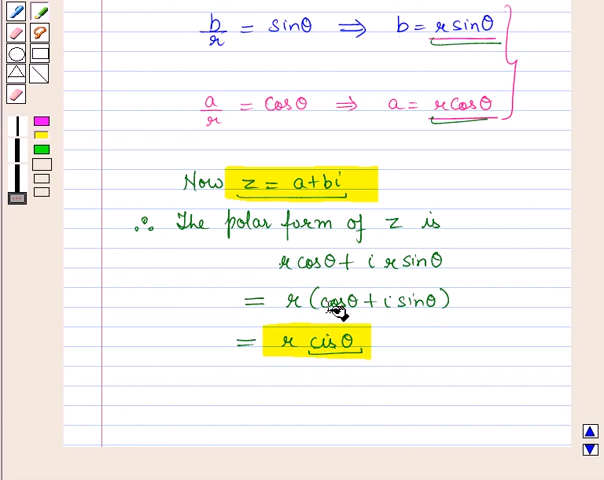 b/r = sinθ ⟹ b = r sinθ
a/r = cosθ ⟹ a = r cosθ
Now z = a+bi
∴ The polar form of z is
r cosθ + i r sinθ
= r (cosθ + i sinθ)
= r cisθ